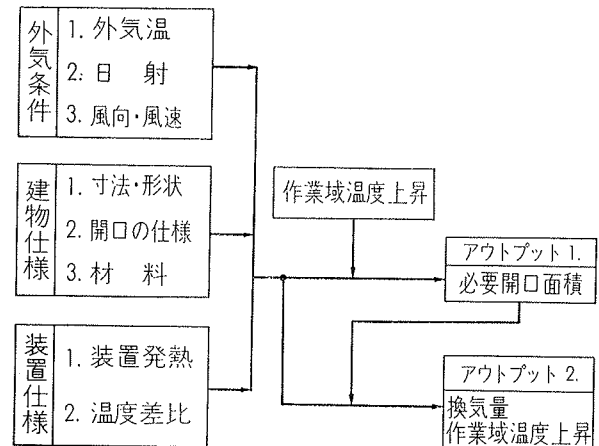 外気条件
1. 外気温
2. 日 射
3. 風向・風速
建物仕様
1. 寸法・形状
2. 開口の仕様
3. 材 料
装置仕様
1. 装置発熱
2. 温度差比
作業域温度上昇
アウトプット 1.
必要開口面積
アウトプット 2.
換気量
作業域温度上昇